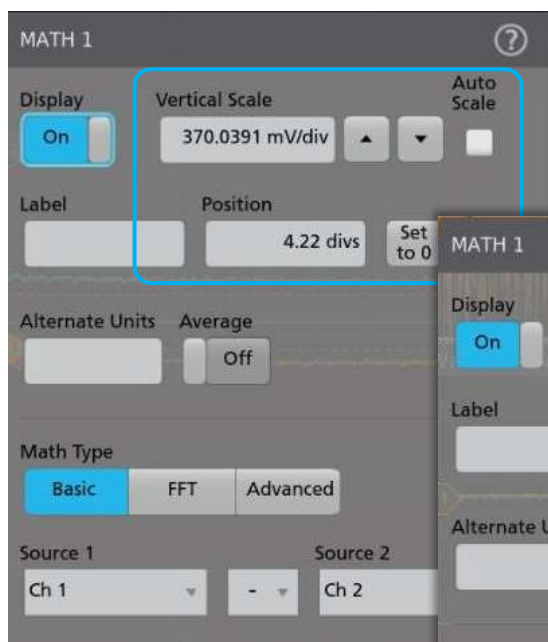 MATH 1 ?
Display Vertical Scale Auto Scale
On 370.0391 mV/div
Label Position
4.22 divs Set to 0
Alternate Units Average
Off
Math Type
Basic FFT Advanced
Source 1 Source 2
Ch 1 - Ch 2
MATH 1
Display
On
Label
Alternate U